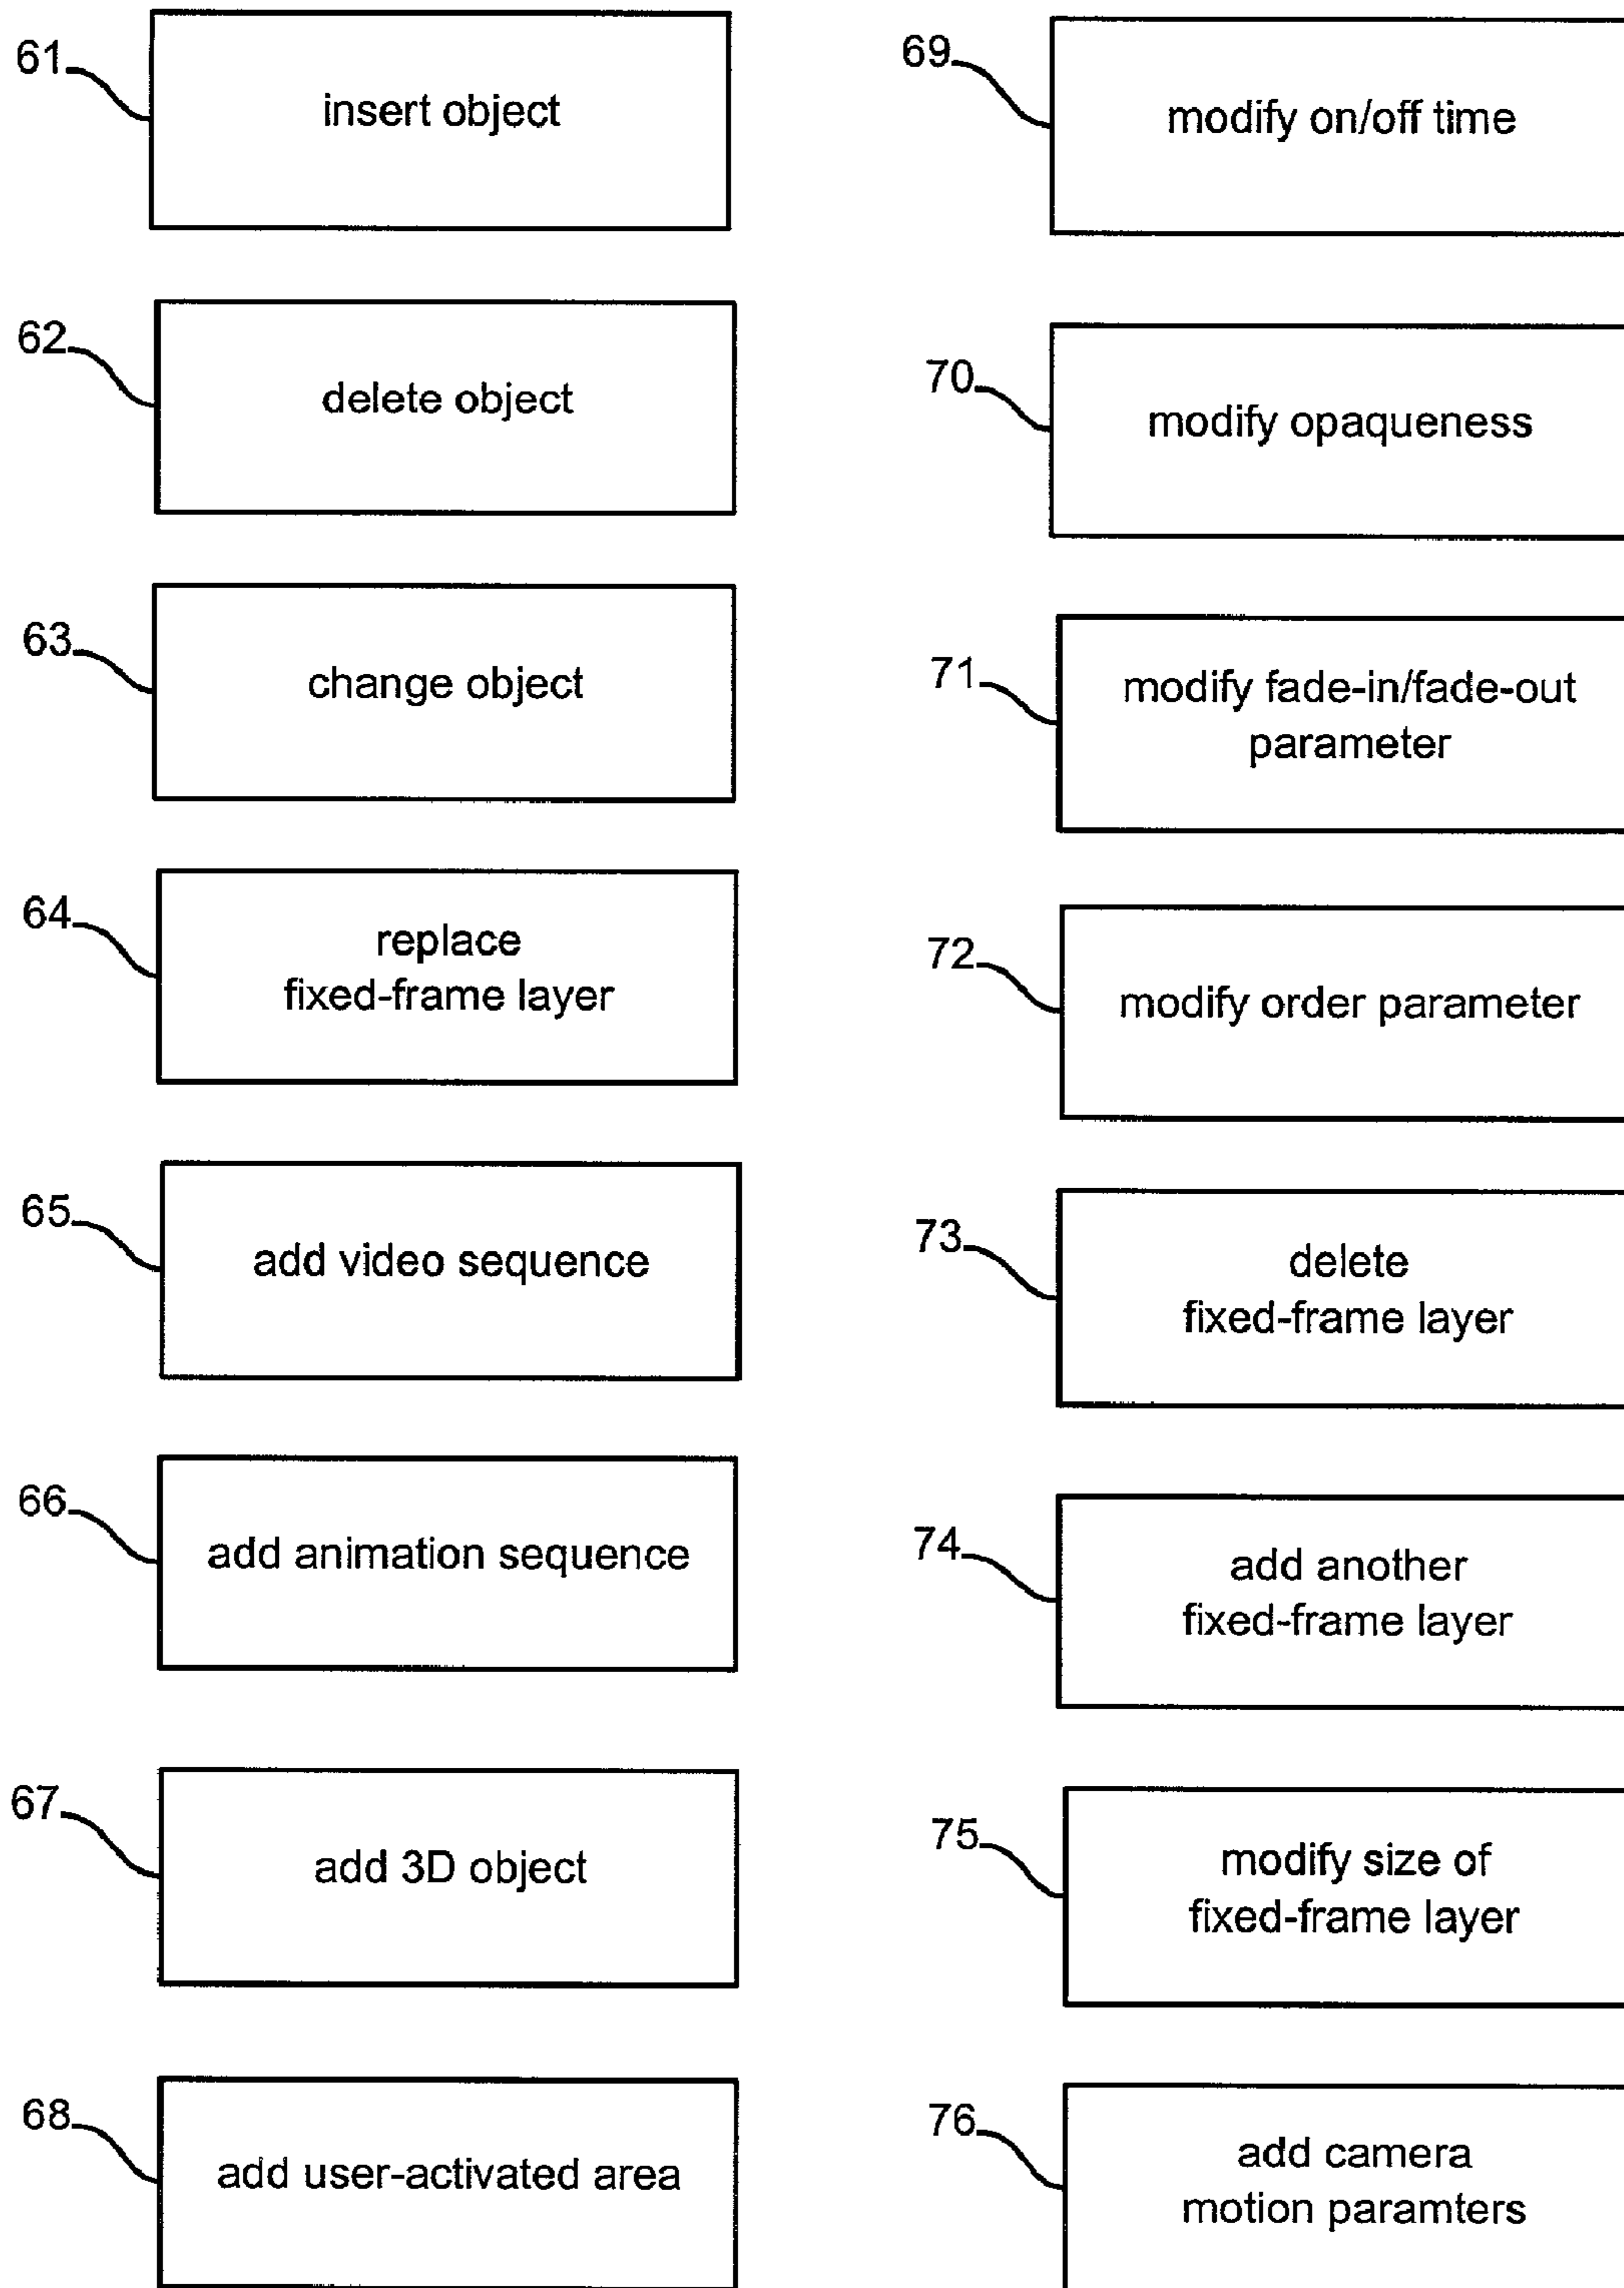 61
insert object
62
delete object
63
change object
64
replace
fixed-frame layer
65
add video sequence
66
add animation sequence
67
add 3D object
68
add user-activated area
69
modify on/off time
70
modify opaqueness
71
modify fade-in/fade-out
parameter
72
modify order parameter
73
delete
fixed-frame layer
74
add another
fixed-frame layer
75
modify size of
fixed-frame layer
76
add camera
motion paramters